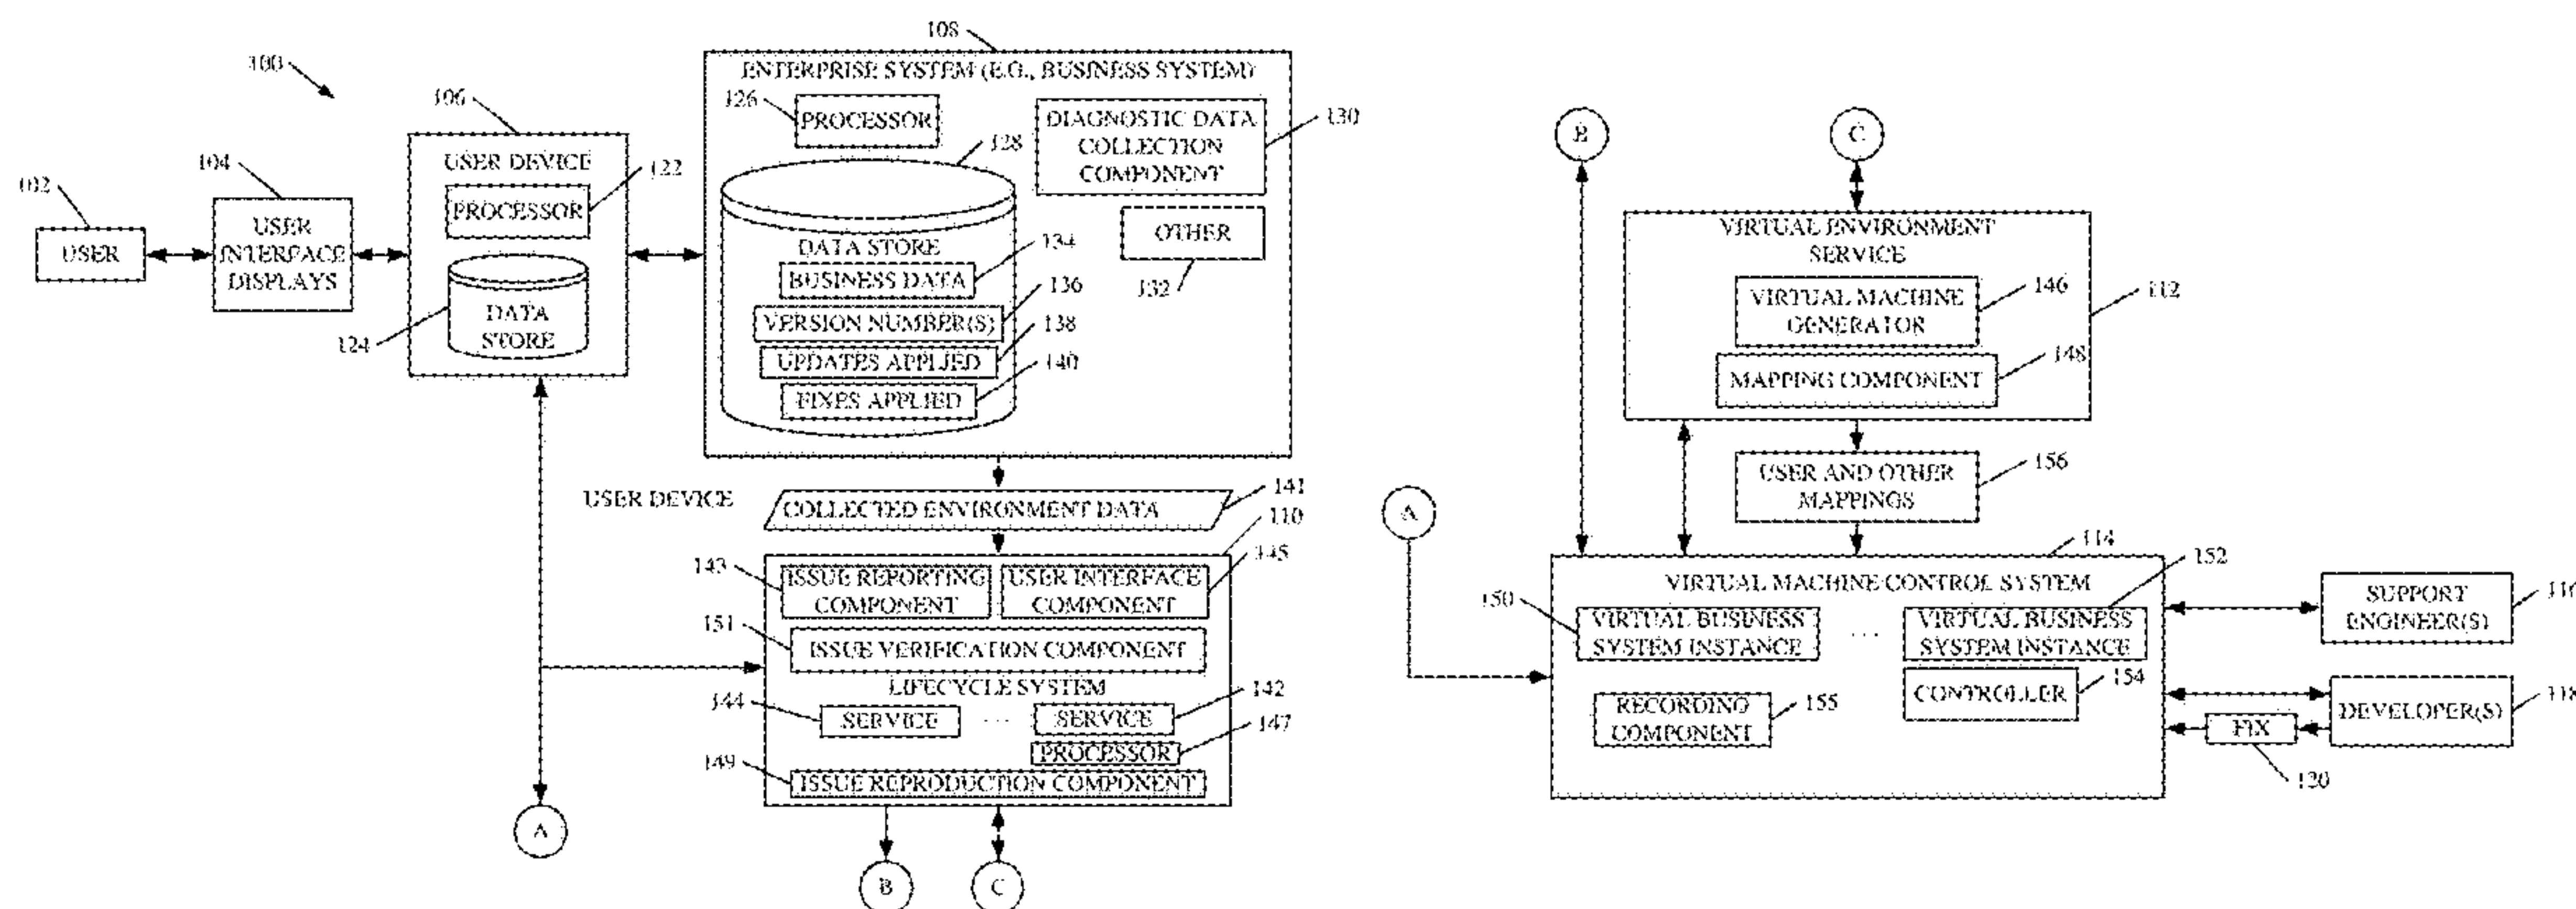 100
102
USER
104
USER
INTERFACE
DISPLAYS
106
USER DEVICE
PROCESSOR
122
DATA
STORE
124
108
ENTERPRISE SYSTEM (E.G., BUSINESS SYSTEM)
126
PROCESSOR
DIAGNOSTIC DATA
COLLECTION
COMPONENT
130
128
OTHER
132
DATA STORE
BUSINESS DATA
134
VERSION NUMBER(S)
136
UPDATES APPLIED
138
FIXES APPLIED
140
USER DEVICE
COLLECTED ENVIRONMENT DATA
141
110
143
ISSUE REPORTING
COMPONENT
USER INTERFACE
COMPONENT
145
151
ISSUE VERIFICATION COMPONENT
LIFECYCLE SYSTEM
144
SERVICE
...
SERVICE
142
PROCESSOR
147
149
ISSUE REPRODUCTION COMPONENT
A
B
C
B
C
VIRTUAL ENVIRONMENT
SERVICE
VIRTUAL MACHINE
GENERATOR
146
112
MAPPING COMPONENT
148
USER AND OTHER
MAPPINGS
156
A
114
VIRTUAL MACHINE CONTROL SYSTEM
150
VIRTUAL BUSINESS
SYSTEM INSTANCE
...
VIRTUAL BUSINESS
SYSTEM INSTANCE
152
CONTROLLER
154
RECORDING
COMPONENT
155
SUPPORT
ENGINEER(S)
116
DEVELOPER(S)
118
FIX
120